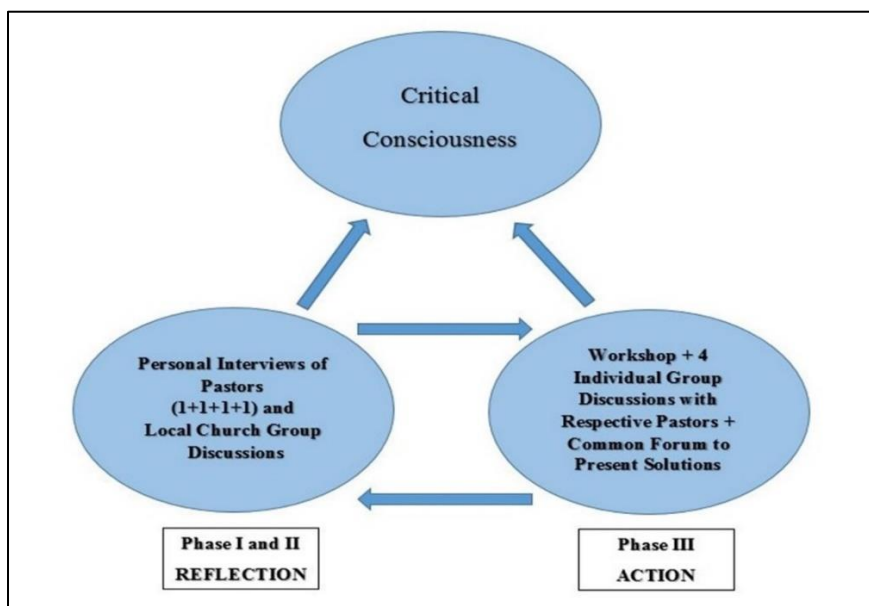 Critical
Consciousness
Personal Interviews of
Pastors
(1+1+1+1) and
Local Church Group
Discussions
Workshop + 4
Individual Group
Discussions with
Respective Pastors +
Common Forum to
Present Solutions
Phase I and II
REFLECTION
Phase III
ACTION